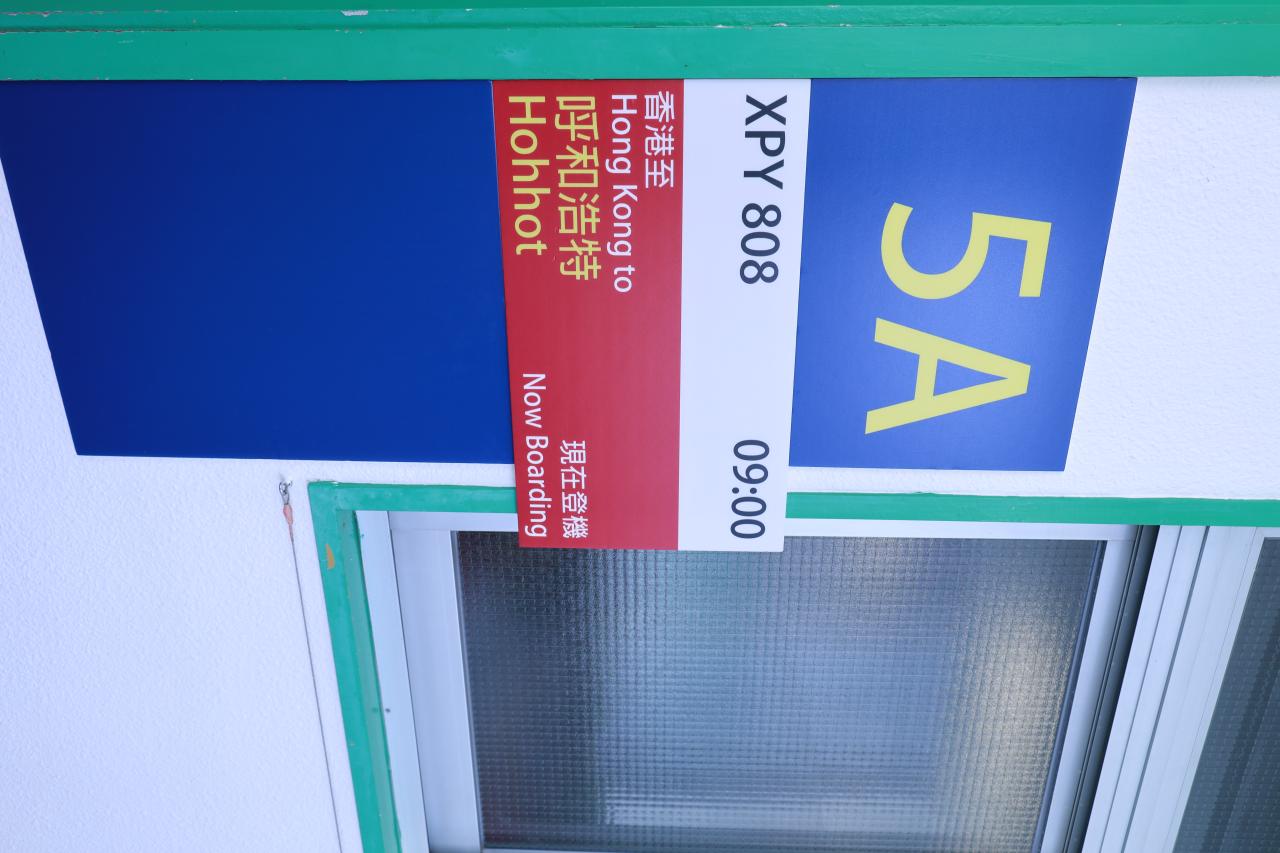 5A
XPY 808 09:00
香港至
Hong Kong to
呼和浩特
Hohhot
現在登機
Now Boarding